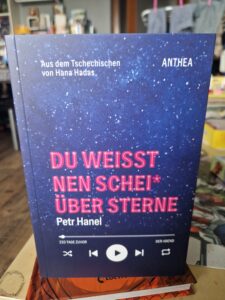 Aus dem Tschechischen
von Hana Hadas
ANTHEA
DU WEISST
NEN SCHEI*
ÜBER STERNE
Petr Hanel
233 TAGE ZUVOR
DER ABEND